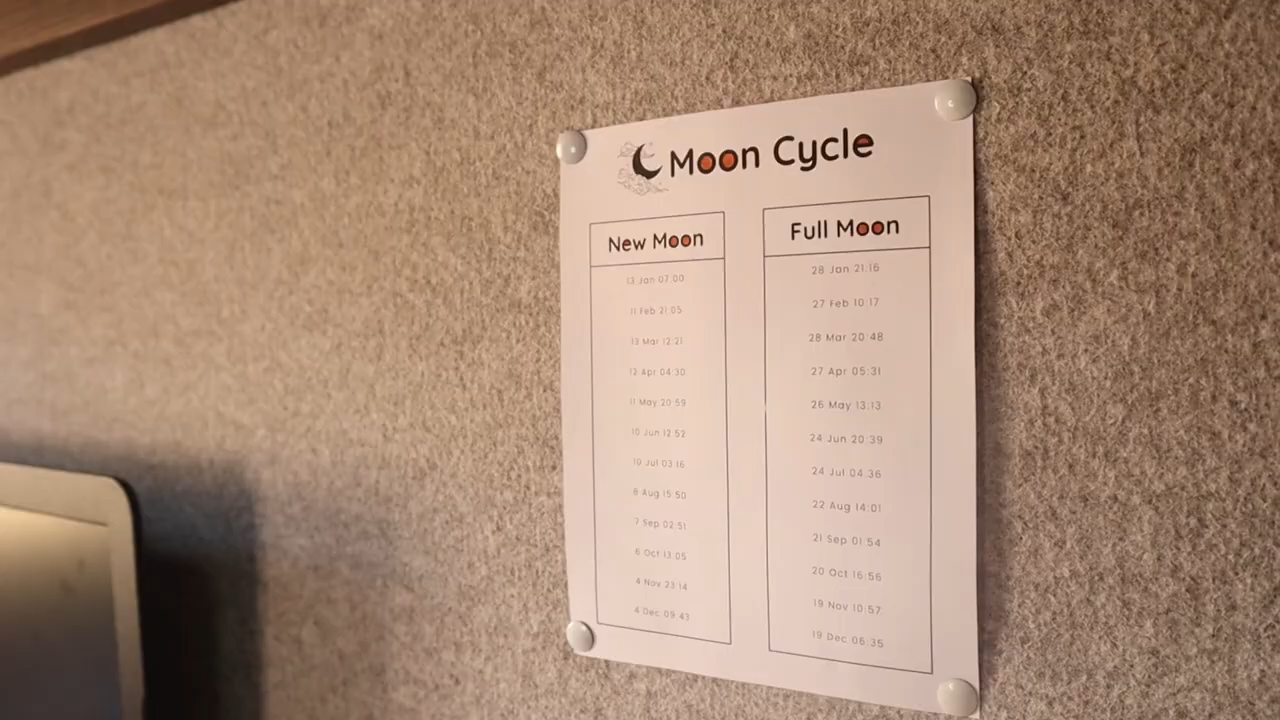 Moon Cycle
New Moon
13 Jan 07:00
11 Feb 21:05
13 Mar 12:21
12 Apr 04:30
11 May 20:59
10 Jun 12:52
10 Jul 03:16
8 Aug 15:50
7 Sep 02:51
6 Oct 13:05
4 Nov 23:14
4 Dec 09:43
Full Moon
28 Jan 21:16
27 Feb 10:17
28 Mar 20:48
27 Apr 05:31
26 May 13:13
24 Jun 20:39
24 Jul 04:36
22 Aug 14:01
21 Sep 01:54
20 Oct 16:56
19 Nov 10:57
19 Dec 06:35